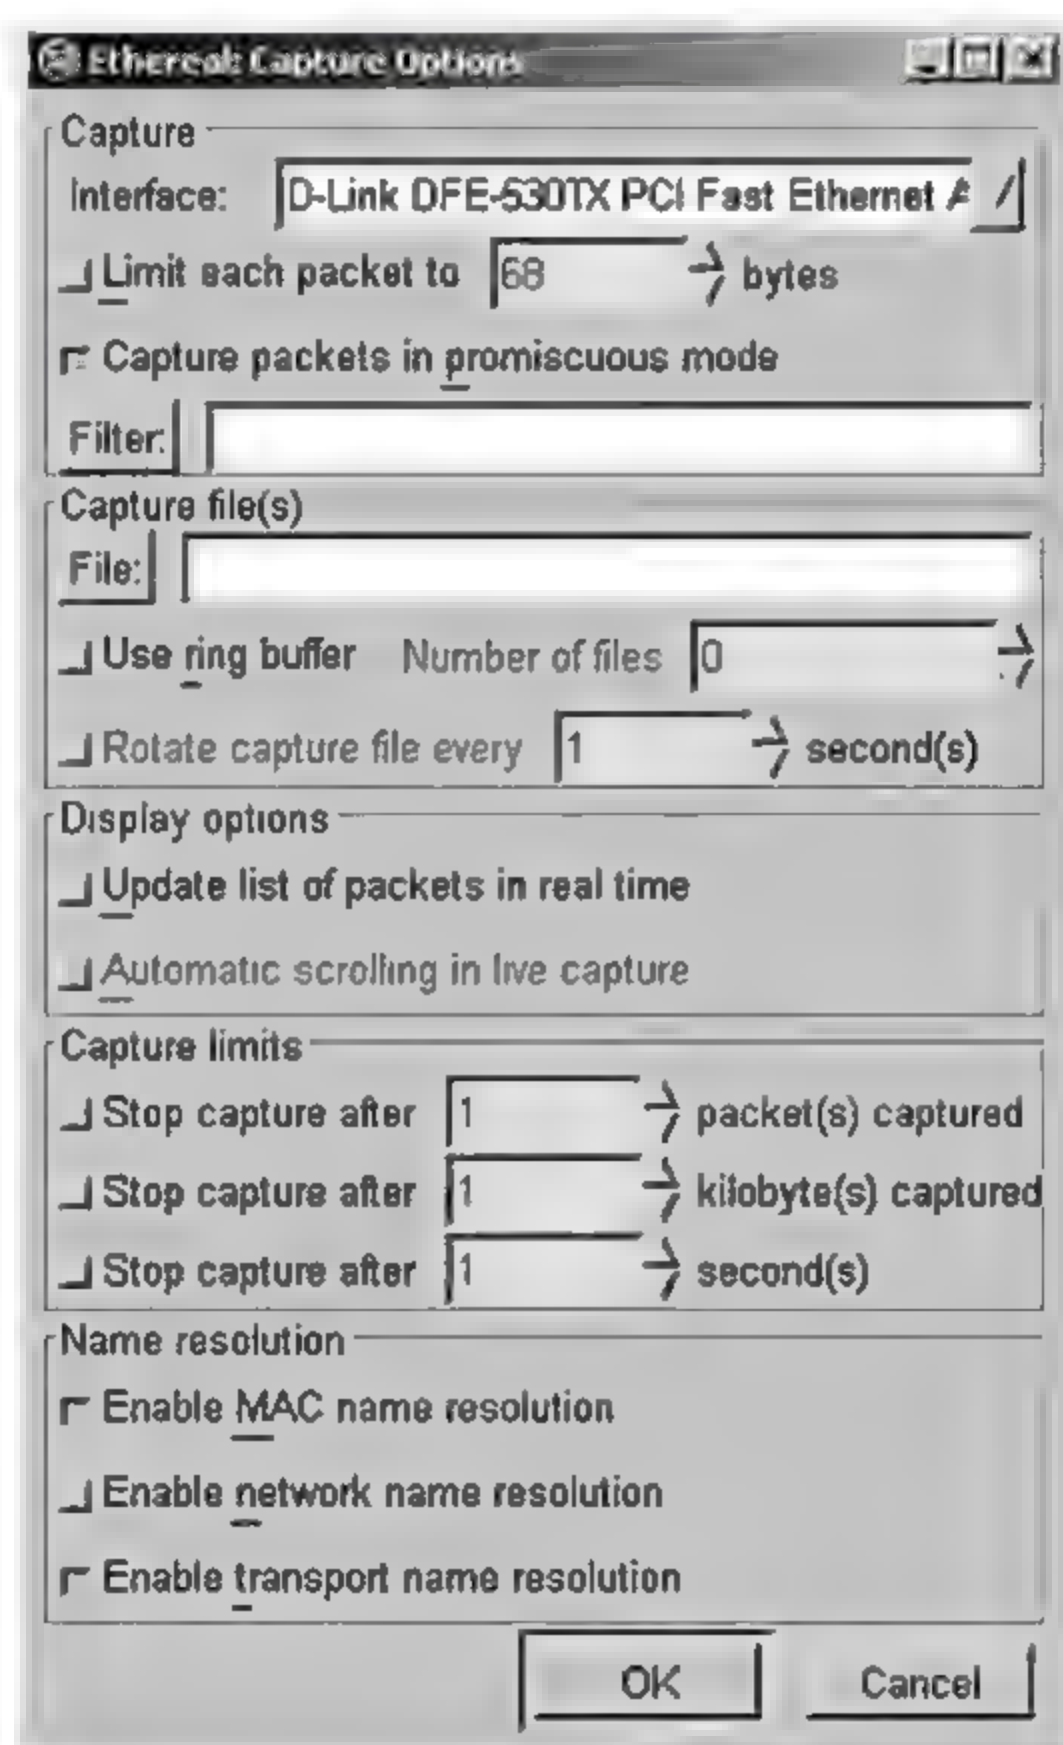 Ethereal: Capture Options
Capture
Interface: D-Link DFE-530TX PCI Fast Ethernet A
Limit each packet to 68 bytes
Capture packets in promiscuous mode
Filter:
Capture file(s)
File:
Use ring buffer Number of files 0
Rotate capture file every 1 second(s)
Display options
Update list of packets in real time
Automatic scrolling in live capture
Capture limits
Stop capture after 1 packet(s) captured
Stop capture after 1 kilobyte(s) captured
Stop capture after 1 second(s)
Name resolution
Enable MAC name resolution
Enable network name resolution
Enable transport name resolution
OK Cancel